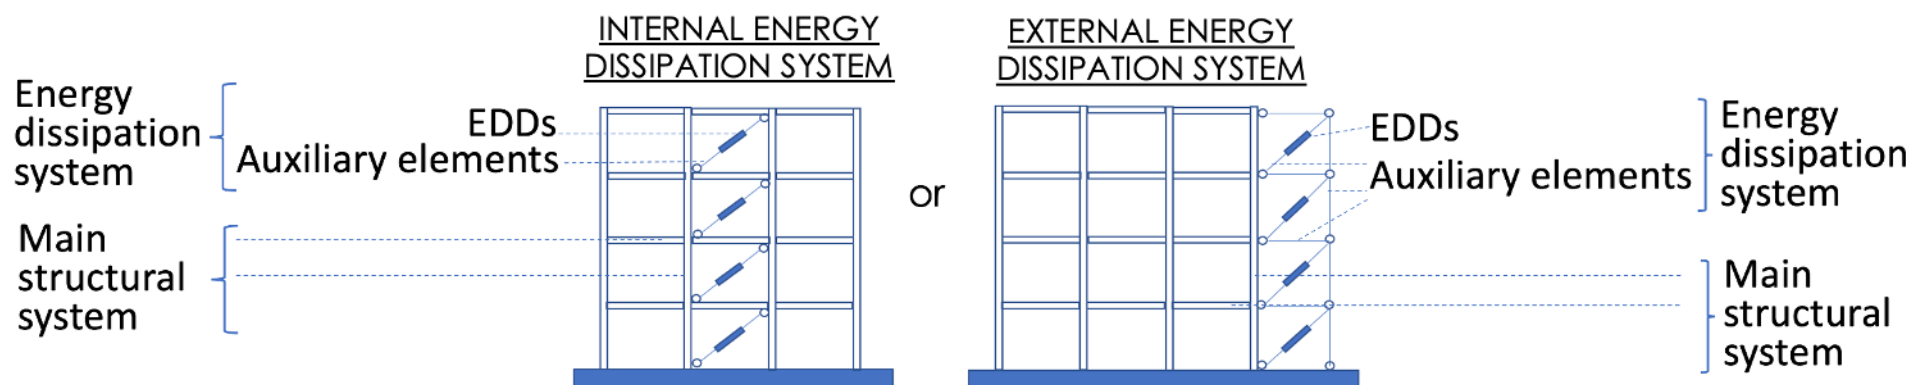 INTERNAL ENERGY
DISSIPATION SYSTEM
Energy
dissipation
system
EDDs
Auxiliary elements
Main
structural
system
or
EXTERNAL ENERGY
DISSIPATION SYSTEM
EDDs
Auxiliary elements
Energy
dissipation
system
Main
structural
system